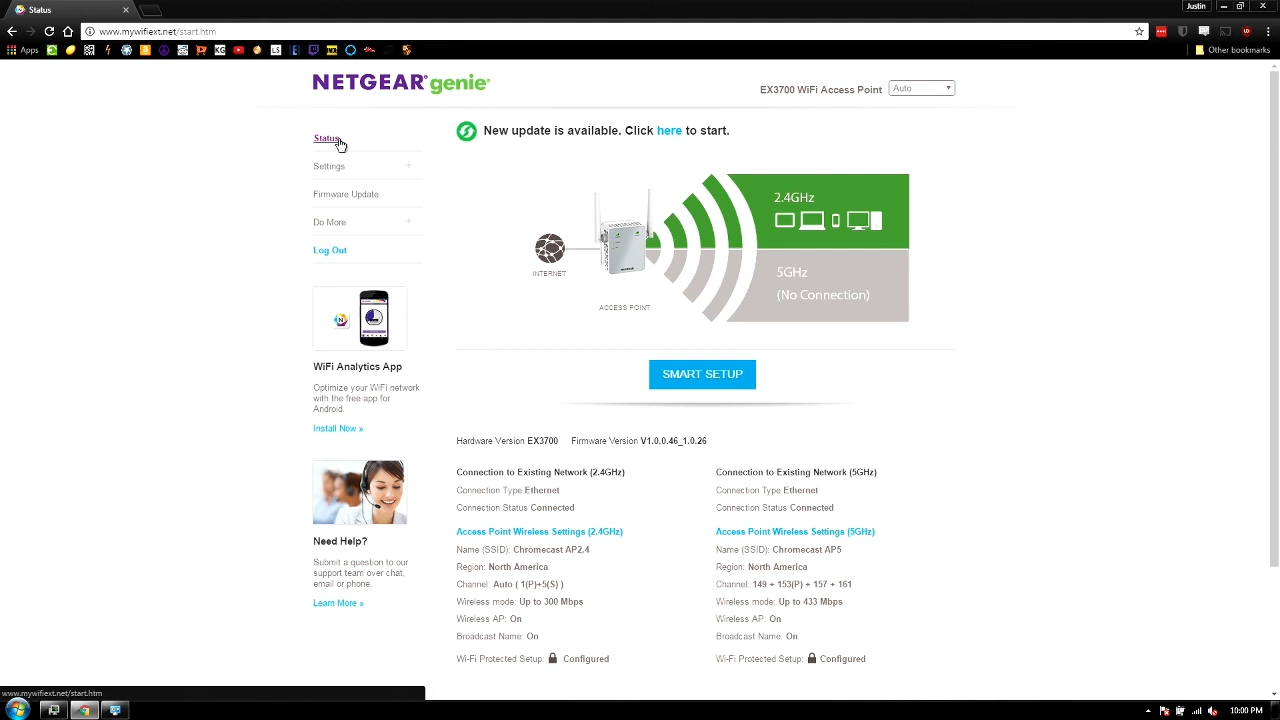 Status
Justin
www.mywifiext.net/start.htm
Apps
Other bookmarks
NETGEAR® genie®
EX3700 WiFi Access Point
Auto
Status
Settings
Firmware Update
Do More
Log Out
WiFi Analytics App
Optimize your WiFi network
with the free app for
Android.
Install Now »
Need Help?
Submit a question to our
support team over chat,
email or phone.
Learn More »
New update is available. Click here to start.
INTERNET
ACCESS POINT
2.4GHz
5GHz
(No Connection)
SMART SETUP
Hardware Version EX3700 Firmware Version V1.0.0.46_1.0.26
Connection to Existing Network (2.4GHz)
Connection Type Ethernet
Connection Status Connected
Access Point Wireless Settings (2.4GHz)
Name (SSID): Chromecast AP2.4
Region: North America
Channel: Auto ( 1(P)+5(S) )
Wireless mode: Up to 300 Mbps
Wireless AP: On
Broadcast Name: On
Wi-Fi Protected Setup: Configured
Connection to Existing Network (5GHz)
Connection Type Ethernet
Connection Status Connected
Access Point Wireless Settings (5GHz)
Name (SSID): Chromecast AP5
Region: North America
Channel: 149 + 153(P) + 157 + 161
Wireless mode: Up to 433 Mbps
Wireless AP: On
Broadcast Name: On
Wi-Fi Protected Setup: Configured
www.mywifiext.net/start.htm
10:00 PM